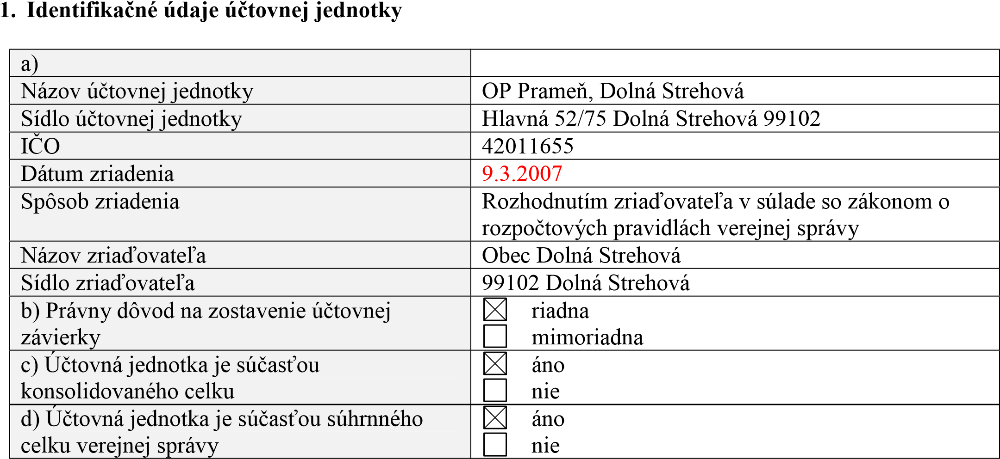 1. Identifikačné údaje účtovnej jednotky
a)
Názov účtovnej jednotky
OP Prameň, Dolná Strehová
Sídlo účtovnej jednotky
Hlavná 52/75 Dolná Strehová 99102
IČO
42011655
Dátum zriadenia
9.3.2007
Spôsob zriadenia
Rozhodnutím zriaďovateľa v súlade so zákonom o
rozpočtových pravidlách verejnej správy
Názov zriaďovateľa
Obec Dolná Strehová
Sídlo zriaďovateľa
99102 Dolná Strehová
b) Právny dôvod na zostavenie účtovnej
závierky
☒ riadna
☐ mimoriadna
c) Účtovná jednotka je súčasťou
konsolidovaného celku
☒ áno
☐ nie
d) Účtovná jednotka je súčasťou súhrnného
celku verejnej správy
☒ áno
☐ nie